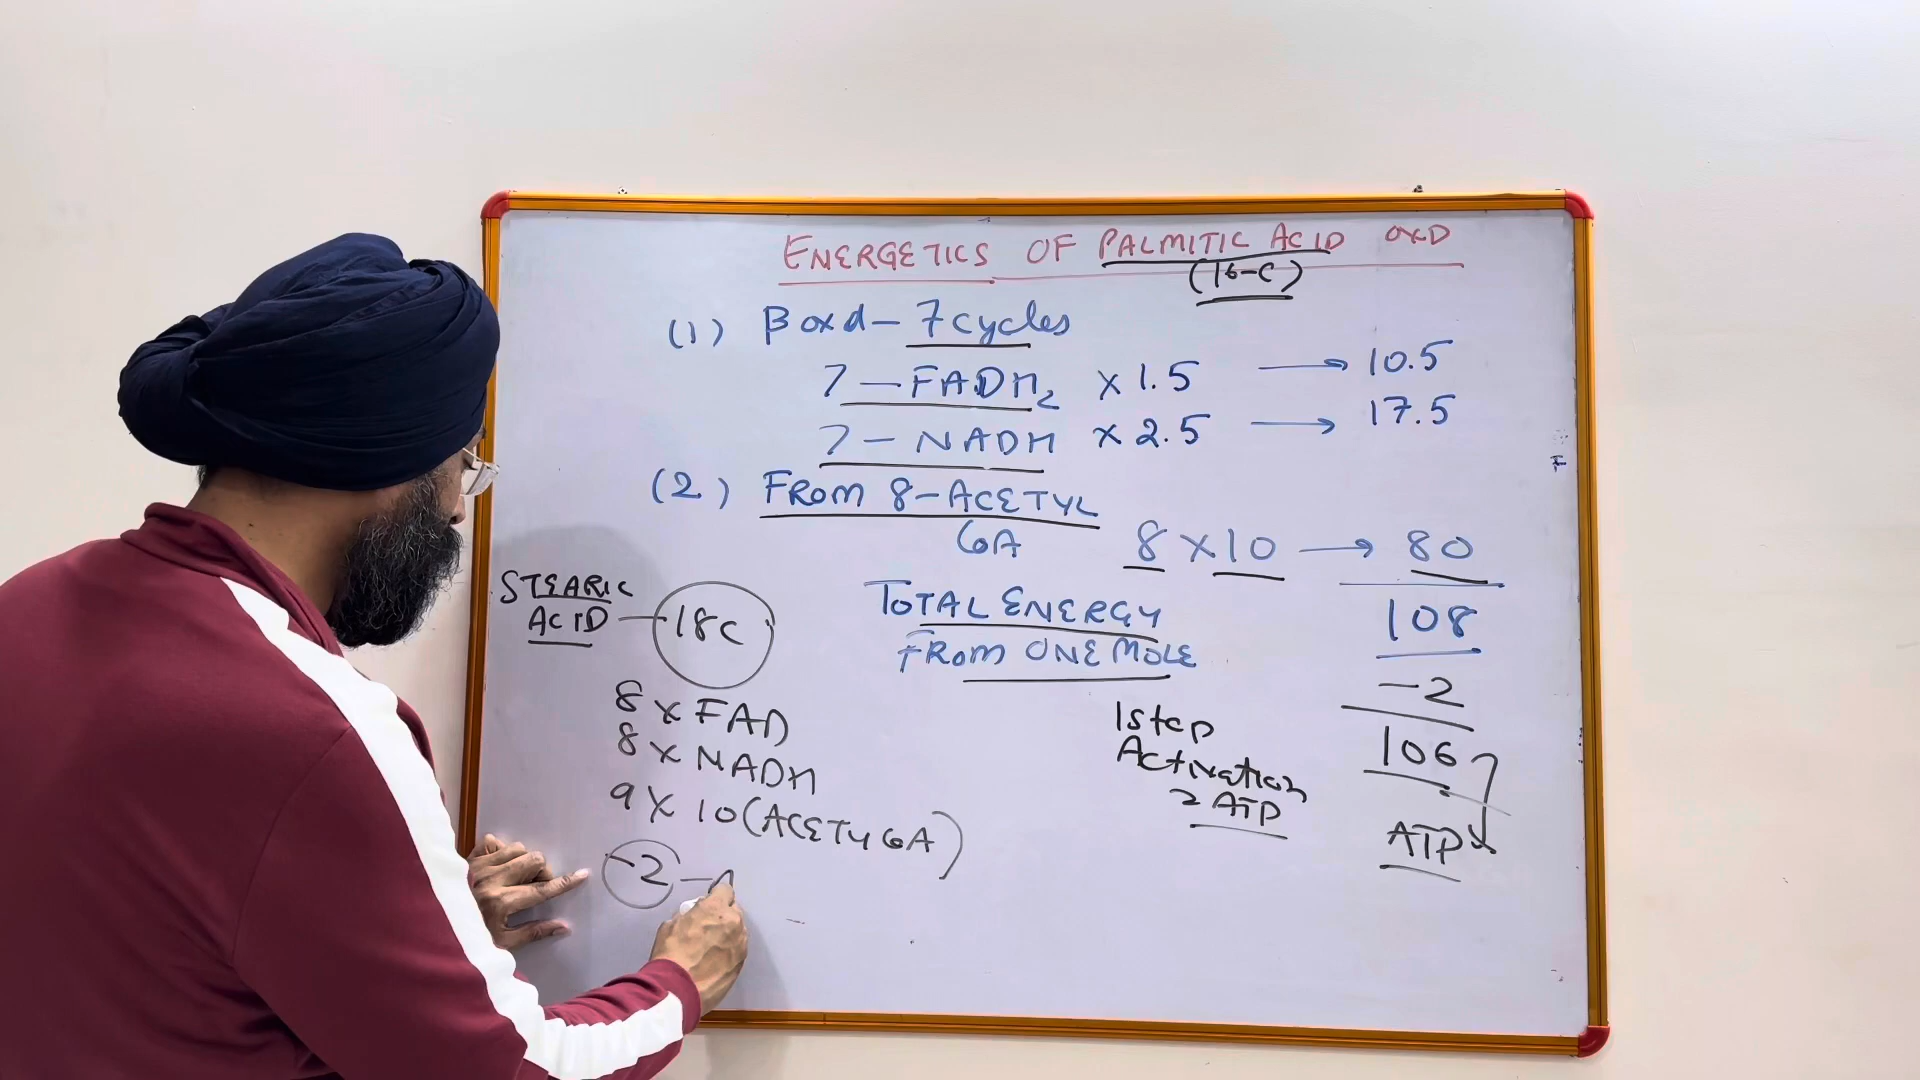 ENERGETICS OF PALMITIC ACID OXD
(16-C)
(1) β oxd - 7 cycles
7 - FADH₂ × 1.5 → 10.5
7 - NADH × 2.5 → 17.5
(2) FROM 8 - ACETYL
CoA 8 × 10 → 80
TOTAL ENERGY 108
FROM ONE MOLE
-2
106
ATP
1 step
Activation
2 ATP
STEARIC
ACID - 18C
8 × FAD
8 × NADH
9 × 10 (ACETY CoA)
-2 -